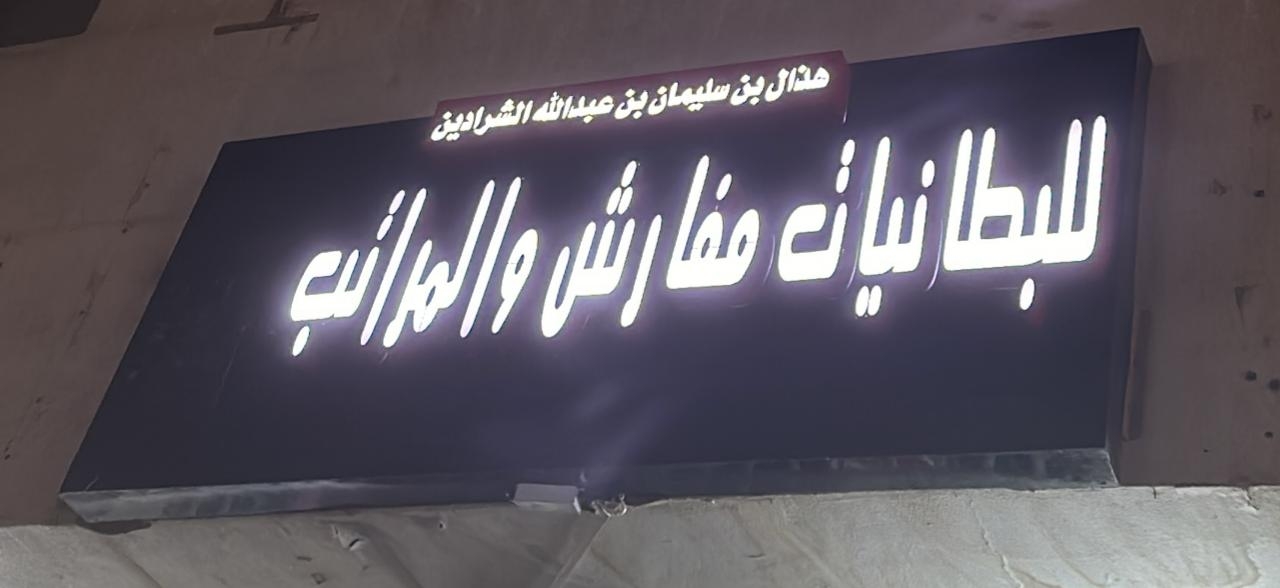 هذال بن سليمان بن عبدالله الشرادين
للبطانيات مفارش والمراتب